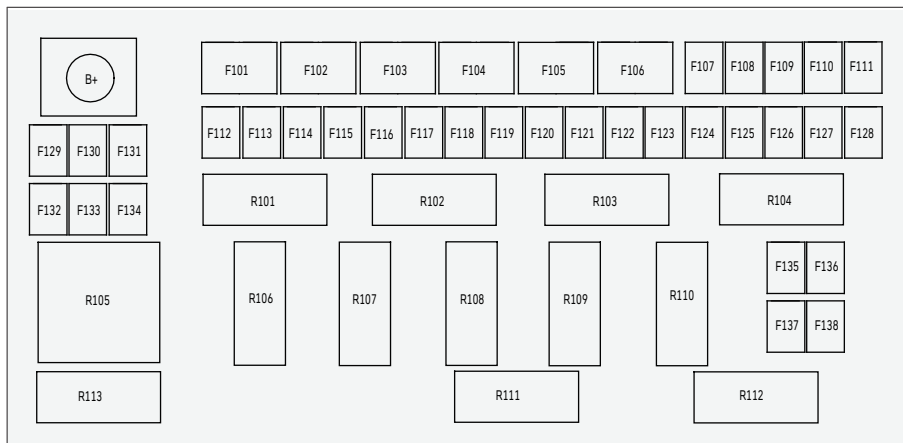 B+
F101 F102 F103 F104 F105 F106 F107 F108 F109 F110 F111
F112 F113 F114 F115 F116 F117 F118 F119 F120 F121 F122 F123 F124 F125 F126 F127 F128
F129 F130 F131
F132 F133 F134
R101 R102 R103 R104
R105 R106 R107 R108 R109 R110
F135 F136
F137 F138
R113 R111 R112